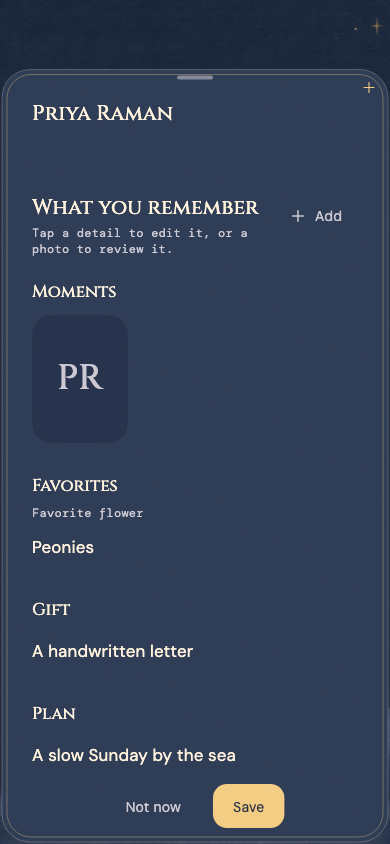 Priya Raman
What you remember
+ Add
Tap a detail to edit it, or a
photo to review it.
Moments
PR
Favorites
Favorite flower
Peonies
Gift
A handwritten letter
Plan
A slow Sunday by the sea
Not now
Save